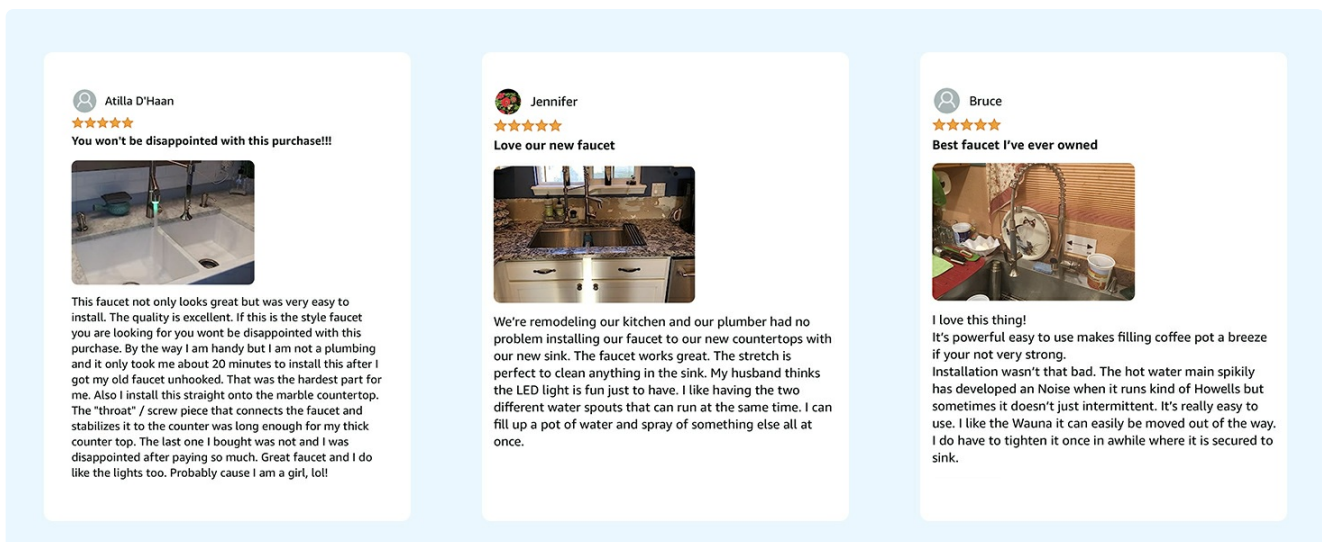 Atilla D'Haan
You won't be disappointed with this purchase!!!
This faucet not only looks great but was very easy to
install. The quality is excellent. If this is the style faucet
you are looking for you wont be disappointed with this
purchase. By the way I am handy but I am not a plumbing
and it only took me about 20 minutes to install this after I
got my old faucet unhooked. That was the hardest part for
me. Also I install this straight onto the marble countertop.
The "throat" / screw piece that connects the faucet and
stabilizes it to the counter was long enough for my thick
counter top. The last one I bought was not and I was
disappointed after paying so much. Great faucet and I do
like the lights too. Probably cause I am a girl, lol!
Jennifer
Love our new faucet
We're remodeling our kitchen and our plumber had no
problem installing our faucet to our new countertops with
our new sink. The faucet works great. The stretch is
perfect to clean anything in the sink. My husband thinks
the LED light is fun just to have. I like having the two
different water spouts that can run at the same time. I can
fill up a pot of water and spray of something else all at
once.
Bruce
Best faucet I've ever owned
I love this thing!
It's powerful easy to use makes filling coffee pot a breeze
if your not very strong.
Installation wasn't that bad. The hot water main spikily
has developed an Noise when it runs kind of Howells but
sometimes it doesn't just intermittent. It's really easy to
use. I like the Wauna it can easily be moved out of the way.
I do have to tighten it once in awhile where it is secured to
sink.